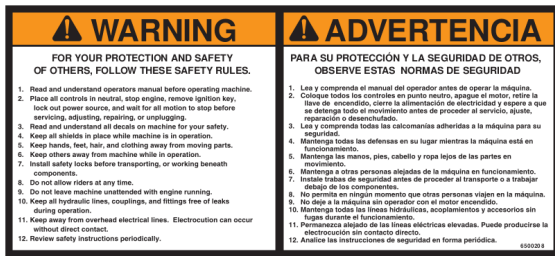 WARNING
FOR YOUR PROTECTION AND SAFETY
OF OTHERS, FOLLOW THESE SAFETY RULES.
1. Read and understand operators manual before operating machine.
2. Place all controls in neutral, stop engine, remove ignition key,
lock out power source, and wait for all motion to stop before
servicing, adjusting, repairing, or unplugging.
3. Read and understand all decals on machine for your safety.
4. Keep all shields in place while machine is in operation.
5. Keep hands, feet, hair, and clothing away from moving parts.
6. Keep others away from machine while in operation.
7. Install safety locks before transporting, or working beneath
components.
8. Do not allow riders at any time.
9. Do not leave machine unattended with engine running.
10. Keep all hydraulic lines, couplings, and fittings free of leaks
during operation.
11. Keep away from overhead electrical lines. Electrocution can occur
without direct contact.
12. Review safety instructions periodically.
ADVERTENCIA
PARA SU PROTECCIÓN Y LA SEGURIDAD DE OTROS,
OBSERVE ESTAS NORMAS DE SEGURIDAD
1. Lea y comprenda el manual del operador antes de operar la máquina.
2. Coloque todos los controles en punto neutro, apague el motor, retire la
llave de encendido, cierre la alimentación de electricidad y espere a que
se detenga todo el movimiento antes de proceder al servicio, ajuste,
reparación o desenchufado.
3. Lea y comprenda todas las calcomanías adheridas a la máquina para su
seguridad.
4. Mantenga todas las defensas en su lugar mientras la máquina está en
funcionamiento.
5. Mantenga las manos, pies, cabello y ropa lejos de las partes en
movimiento.
6. Mantenga a otras personas alejadas de la máquina en funcionamiento.
7. Instale trabas de seguridad antes de proceder al transporte o a trabajar
debajo de los componentes.
8. No permita en ningún momento que otras personas viajen en la máquina.
9. No deje a la máquina sin operador con el motor encendido.
10. Mantenga todas las líneas hidráulicas, acoplamientos y accesorios sin
fugas durante el funcionamiento.
11. Permanezca alejado de las líneas eléctricas elevadas. Puede producirse la
electrocución sin contacto directo.
12. Analice las instrucciones de seguridad en forma periódica.
6500208